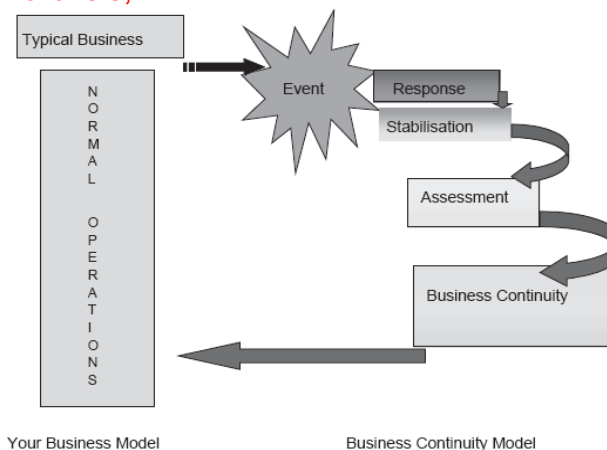 Typical Business
NORMAL OPERATIONS
Event
Response
Stabilisation
Assessment
Business Continuity
Your Business Model
Business Continuity Model